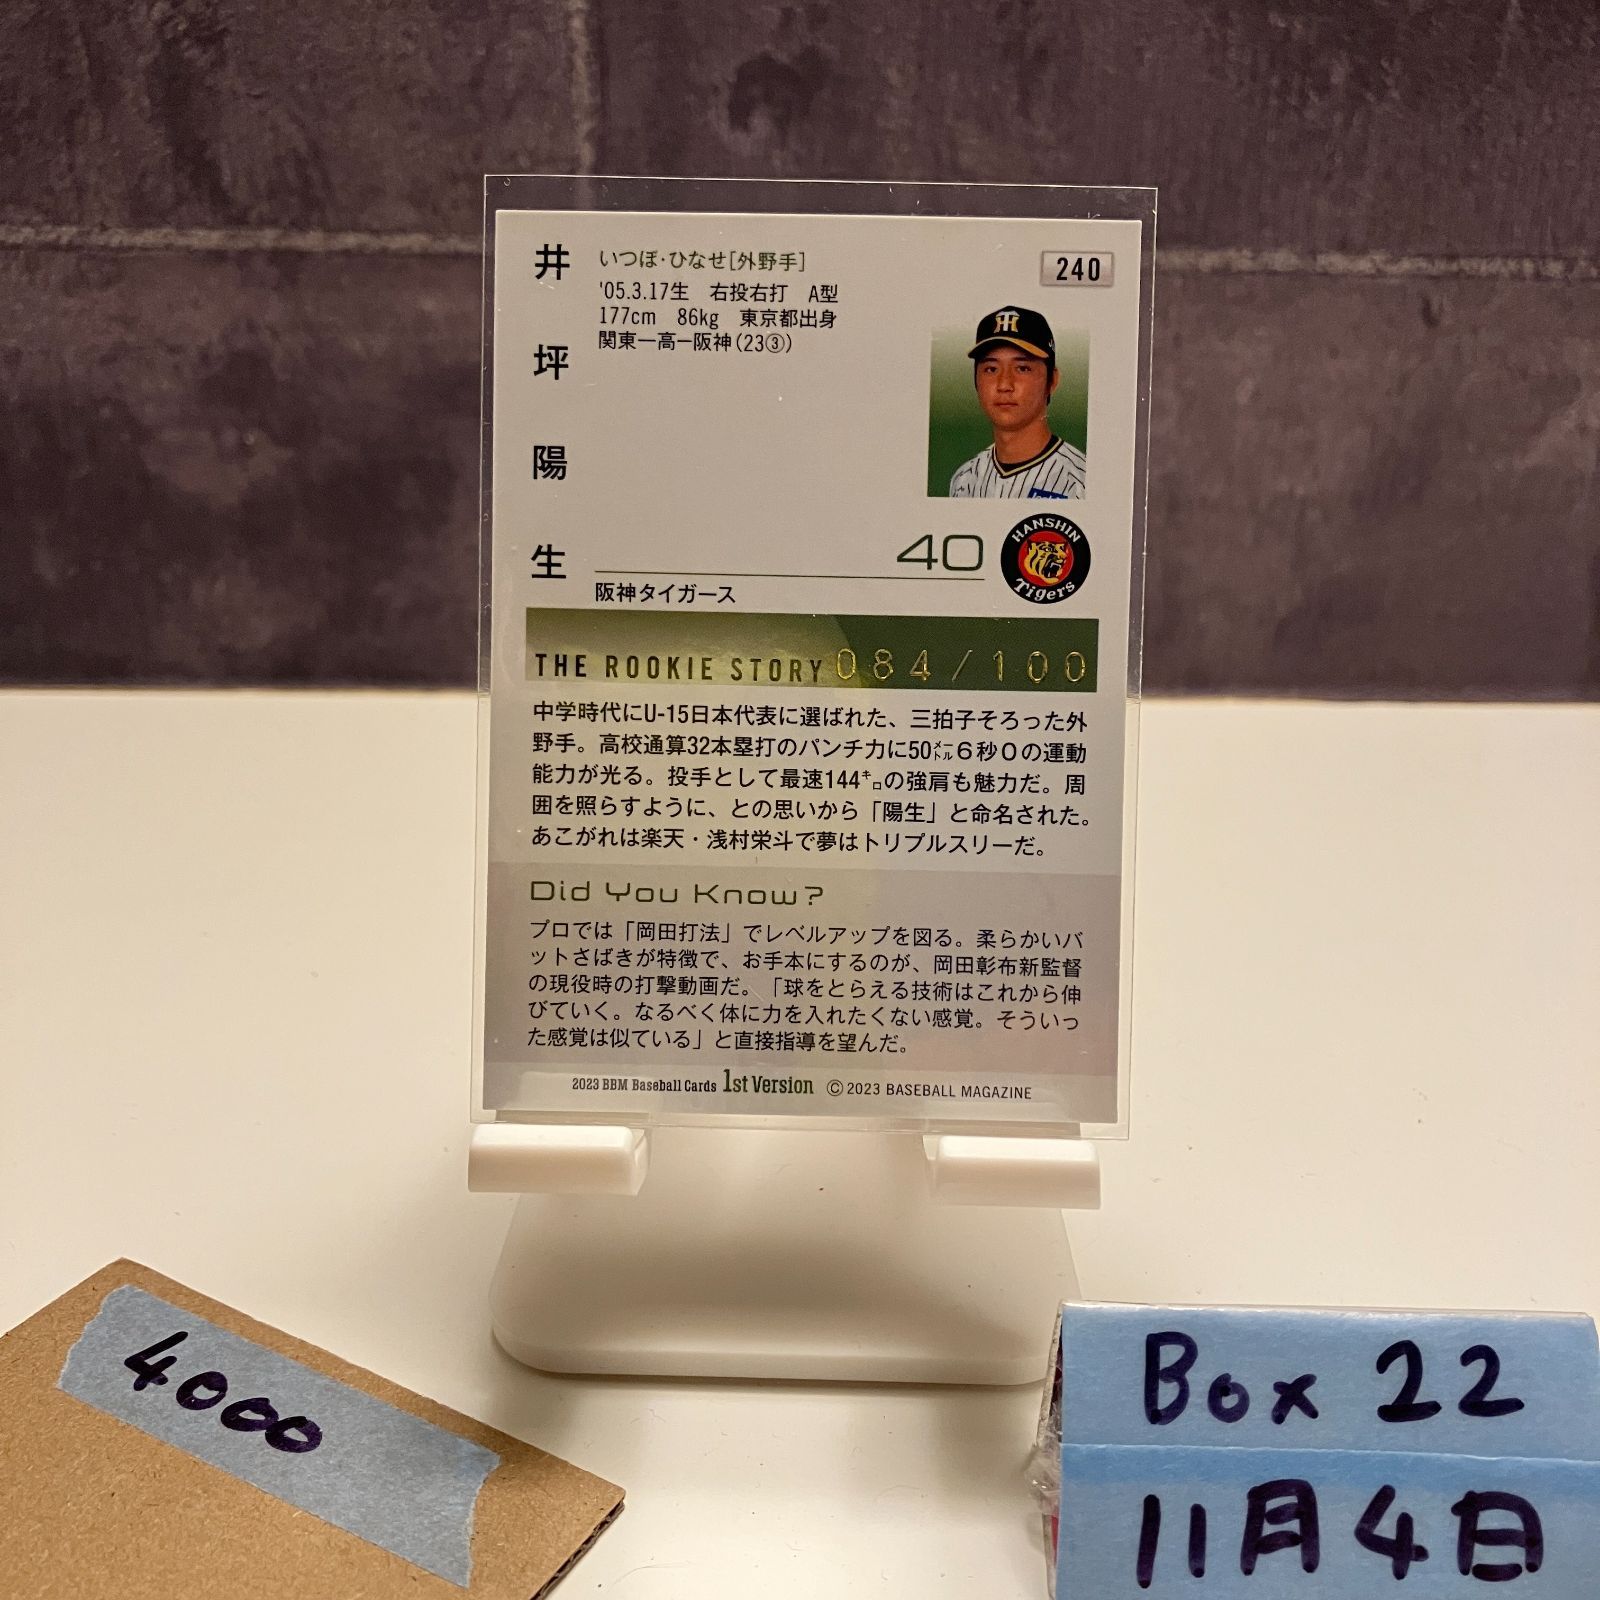 井坪陽生
いつぼ・ひなせ[外野手]
'05.3.17生 右投右打 A型
177cm 86kg 東京都出身
関東一高ー阪神(23③)
240
40
HANSHIN
Tigers
阪神タイガース
THE ROOKIE STORY 084/100
中学時代にU-15日本代表に選ばれた、三拍子そろった外
野手。高校通算32本塁打のパンチ力に50㍍6秒0の運動
能力が光る。投手として最速144㌔の強肩も魅力だ。周
囲を照らすように、との思いから「陽生」と命名された。
あこがれは楽天・浅村栄斗で夢はトリプルスリーだ。
Did You Know?
プロでは「岡田打法」でレベルアップを図る。柔らかいバ
ットさばきが特徴で、お手本にするのが、岡田彰布新監督
の現役時の打撃動画だ。「球をとらえる技術はこれから伸
びていく。なるべく体に力を入れたくない感覚。そういっ
た感覚は似ている」と直接指導を望んだ。
2023 BBM Baseball Cards 1st Version ©2023 BASEBALL MAGAZINE
4000
Box 22
11月4日